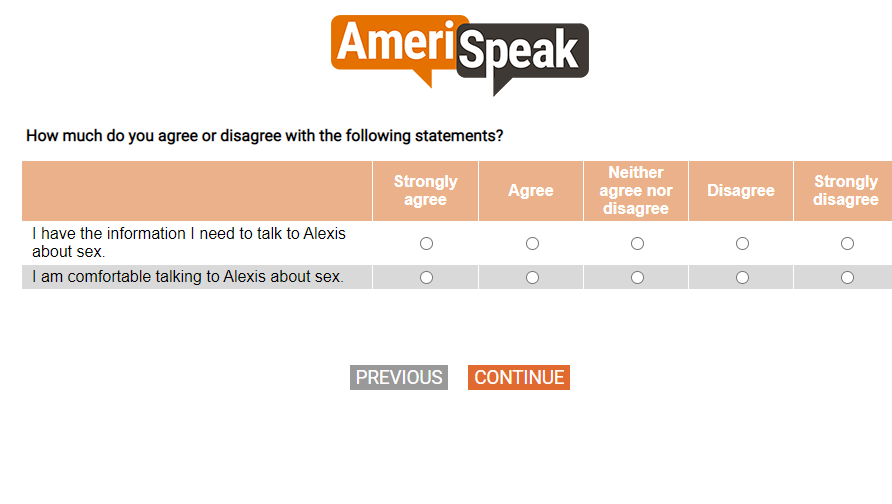 AmeriSpeak
How much do you agree or disagree with the following statements?
Strongly agree
Agree
Neither agree nor disagree
Disagree
Strongly disagree
I have the information I need to talk to Alexis
about sex.
I am comfortable talking to Alexis about sex.
PREVIOUS
CONTINUE